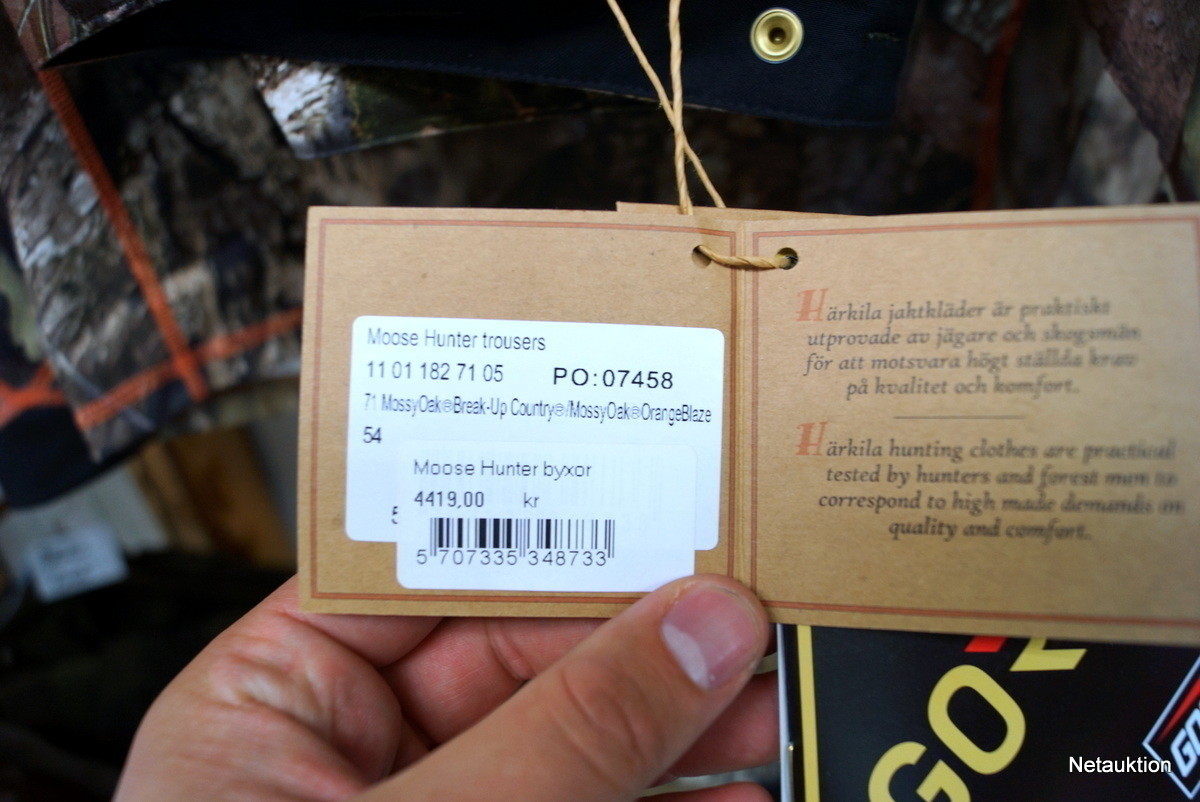 Moose Hunter trousers
11 01 182 71 05 PO:07458
71 MossyOak®Break-Up Country®/MossyOak®OrangeBlaze
54
Moose Hunter byxor
4419,00 kr
5 707335 348733
Härkila jaktkläder är praktiskt
utprovade av jägare och skogsmän
för att motsvara högt ställda krav
på kvalitet och komfort.
Härkila hunting clothes are practical
tested by hunters and forest men to
correspond to high made demands on
quality and comfort.
GO
Netauktion